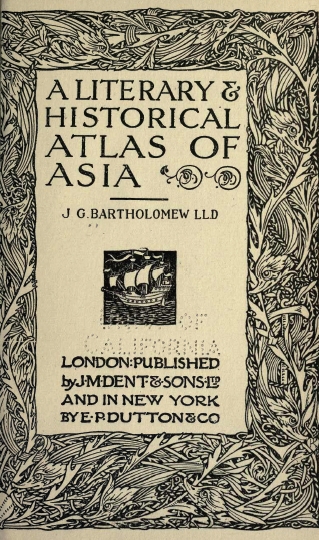 A LITERARY &
HISTORICAL
ATLAS OF
ASIA
J G. BARTHOLOMEW LLD
OF
CALIFORNIA
LONDON: PUBLISHED
by J·M·DENT & SONS LTD
AND IN NEW YORK
BY E·P·DUTTON & CO